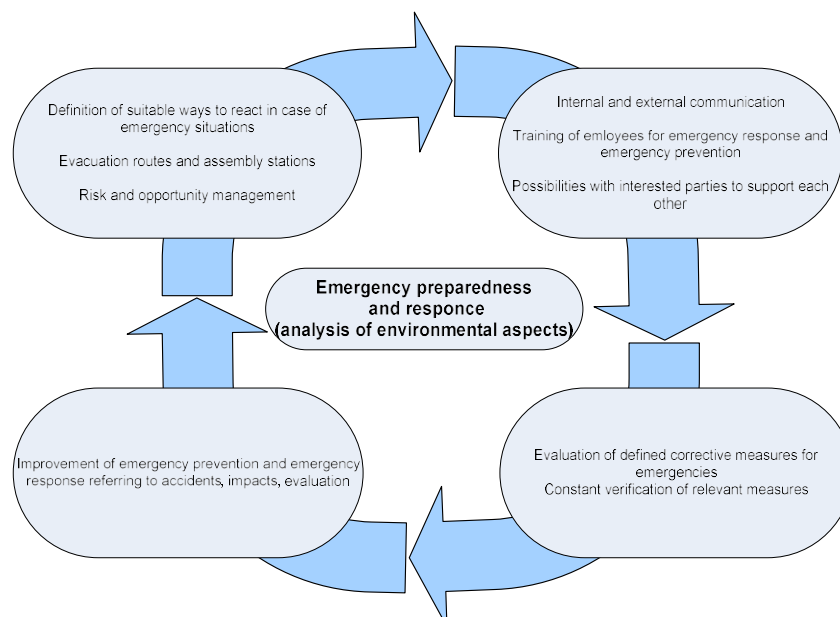 Definition of suitable ways to react in case of
emergency situations
Evacuation routes and assembly stations
Risk and opportunity management
Internal and external communication
Training of emloyees for emergency response and
emergency prevention
Possibilities with interested parties to support each
other
Emergency preparedness
and responce
(analysis of environmental aspects)
Improvement of emergency prevention and emergency
response referring to accidents, impacts, evaluation
Evaluation of defined corrective measures for
emergencies
Constant verification of relevant measures